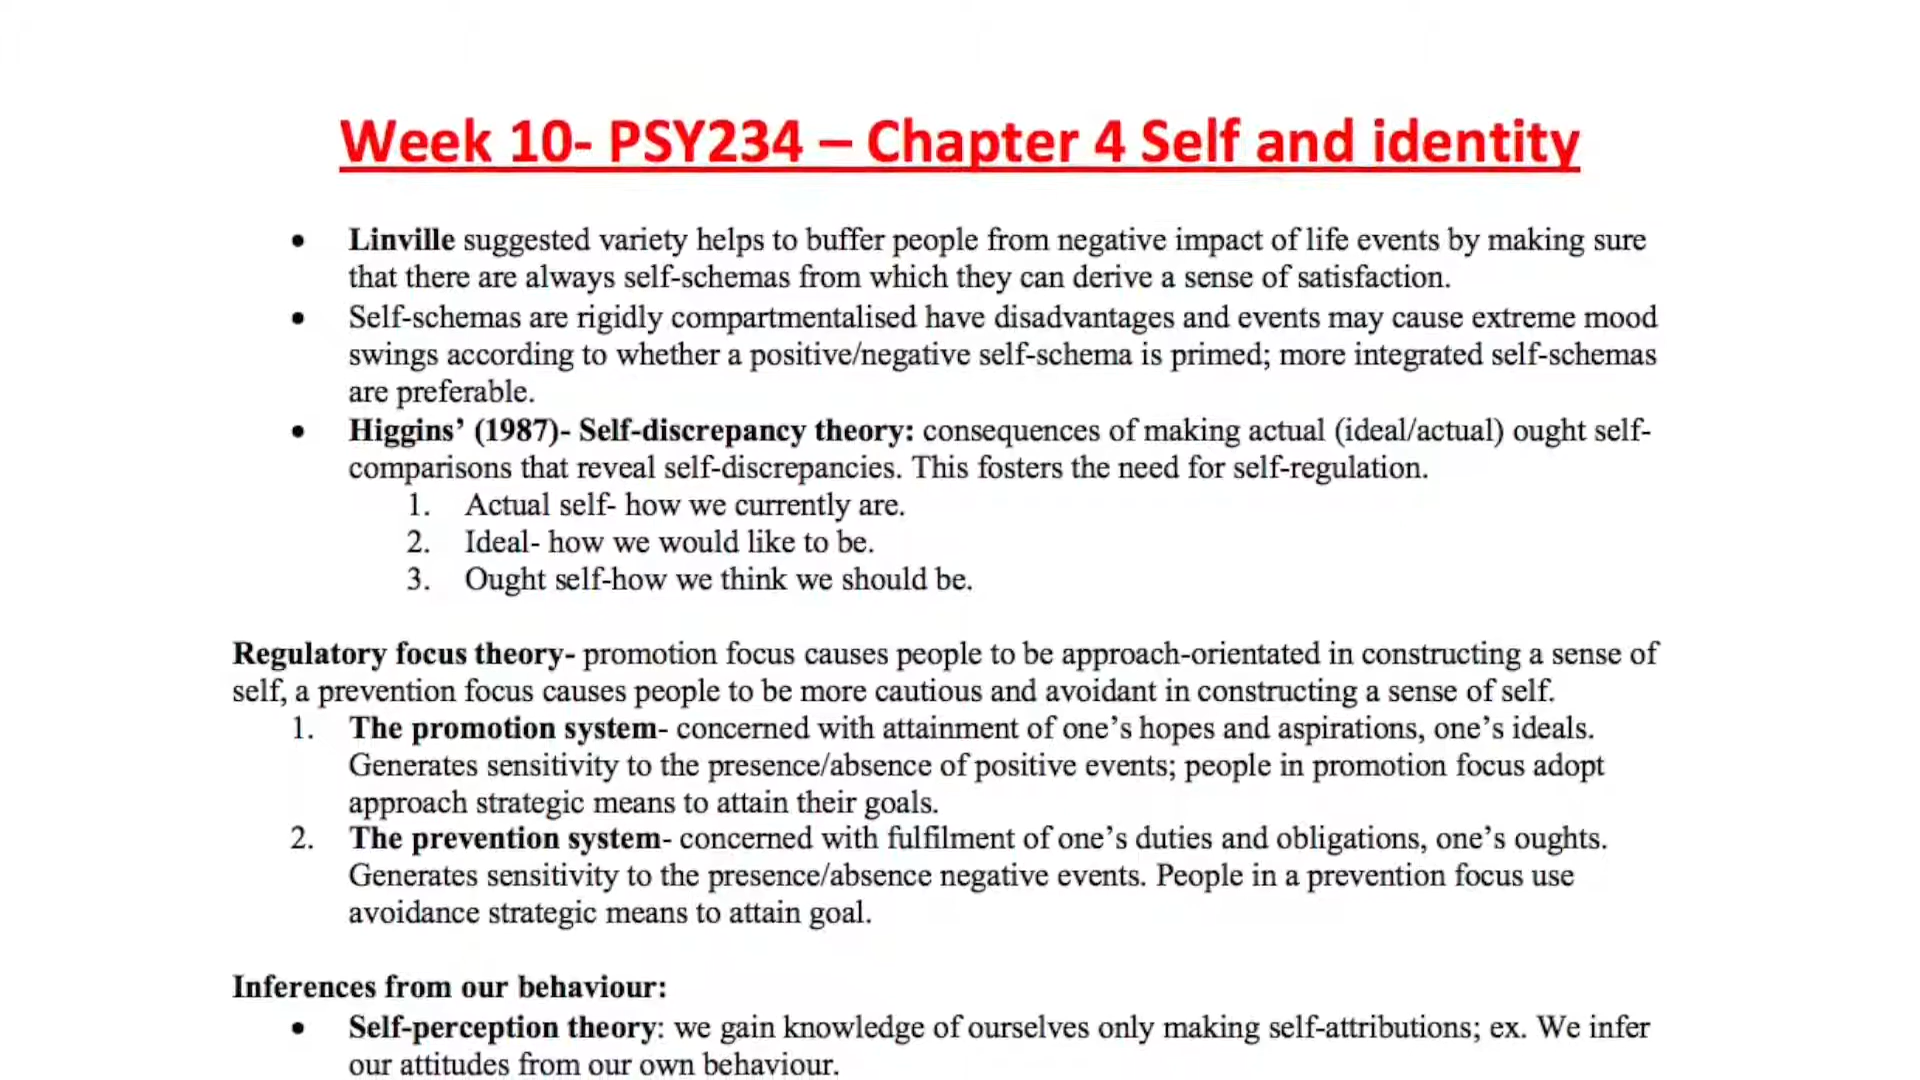 Week 10- PSY234 – Chapter 4 Self and identity
• Linville suggested variety helps to buffer people from negative impact of life events by making sure
that there are always self-schemas from which they can derive a sense of satisfaction.
• Self-schemas are rigidly compartmentalised have disadvantages and events may cause extreme mood
swings according to whether a positive/negative self-schema is primed; more integrated self-schemas
are preferable.
• Higgins’ (1987)- Self-discrepancy theory: consequences of making actual (ideal/actual) ought self-
comparisons that reveal self-discrepancies. This fosters the need for self-regulation.
1. Actual self- how we currently are.
2. Ideal- how we would like to be.
3. Ought self-how we think we should be.
Regulatory focus theory- promotion focus causes people to be approach-orientated in constructing a sense of
self, a prevention focus causes people to be more cautious and avoidant in constructing a sense of self.
1. The promotion system- concerned with attainment of one’s hopes and aspirations, one’s ideals.
Generates sensitivity to the presence/absence of positive events; people in promotion focus adopt
approach strategic means to attain their goals.
2. The prevention system- concerned with fulfilment of one’s duties and obligations, one’s oughts.
Generates sensitivity to the presence/absence negative events. People in a prevention focus use
avoidance strategic means to attain goal.
Inferences from our behaviour:
• Self-perception theory: we gain knowledge of ourselves only making self-attributions; ex. We infer
our attitudes from our own behaviour.